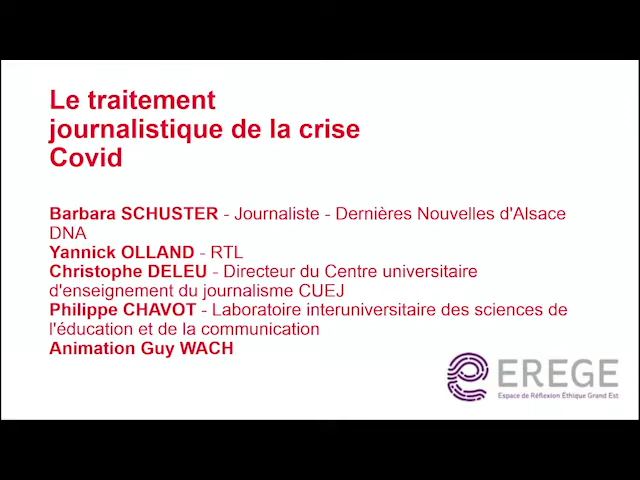 Le traitement
journalistique de la crise
Covid
Barbara SCHUSTER - Journaliste - Dernières Nouvelles d'Alsace
DNA
Yannick OLLAND - RTL
Christophe DELEU - Directeur du Centre universitaire
d'enseignement du journalisme CUEJ
Philippe CHAVOT - Laboratoire interuniversitaire des sciences de
l'éducation et de la communication
Animation Guy WACH
EREGE
Espace de Réflexion Éthique Grand Est